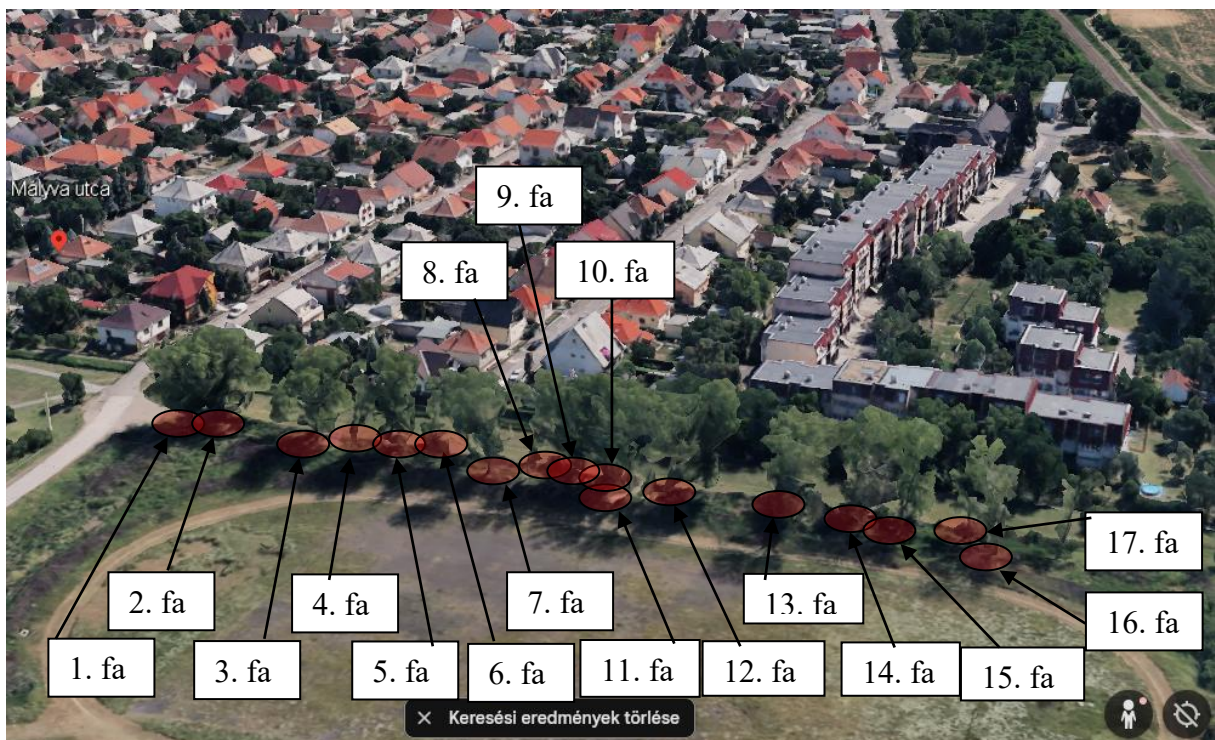 9. fa
Mályva utca
8. fa
10. fa
17. fa
2. fa
4. fa
7. fa
13. fa
16. fa
1. fa
3. fa
5. fa
6. fa
11. fa
12. fa
14. fa
15. fa
Keresési eredmények törlése